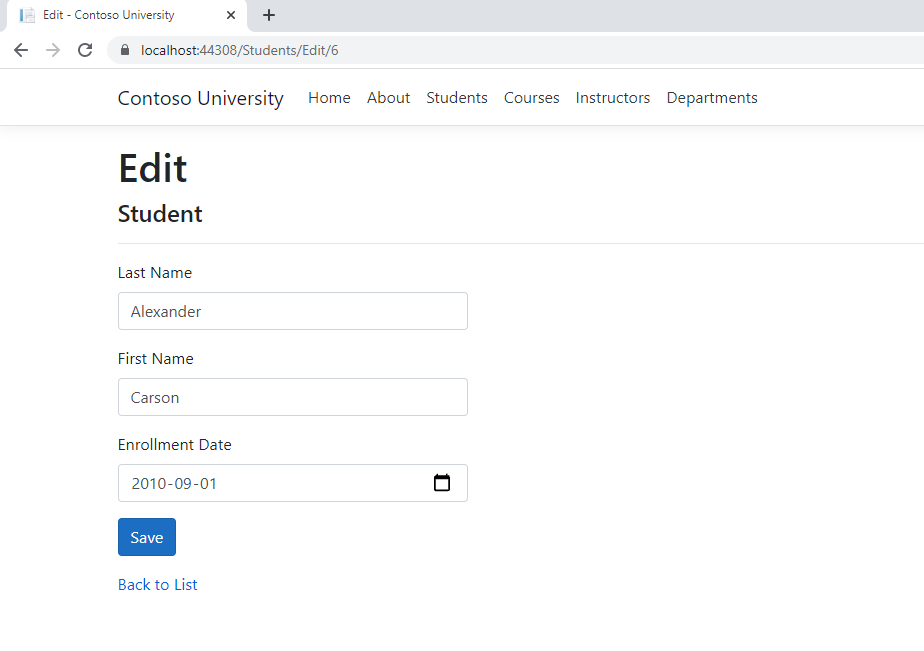 Edit - Contoso University
localhost:44308/Students/Edit/6
Contoso University Home About Students Courses Instructors Departments
Edit
Student
Last Name
Alexander
First Name
Carson
Enrollment Date
2010-09-01
Save
Back to List